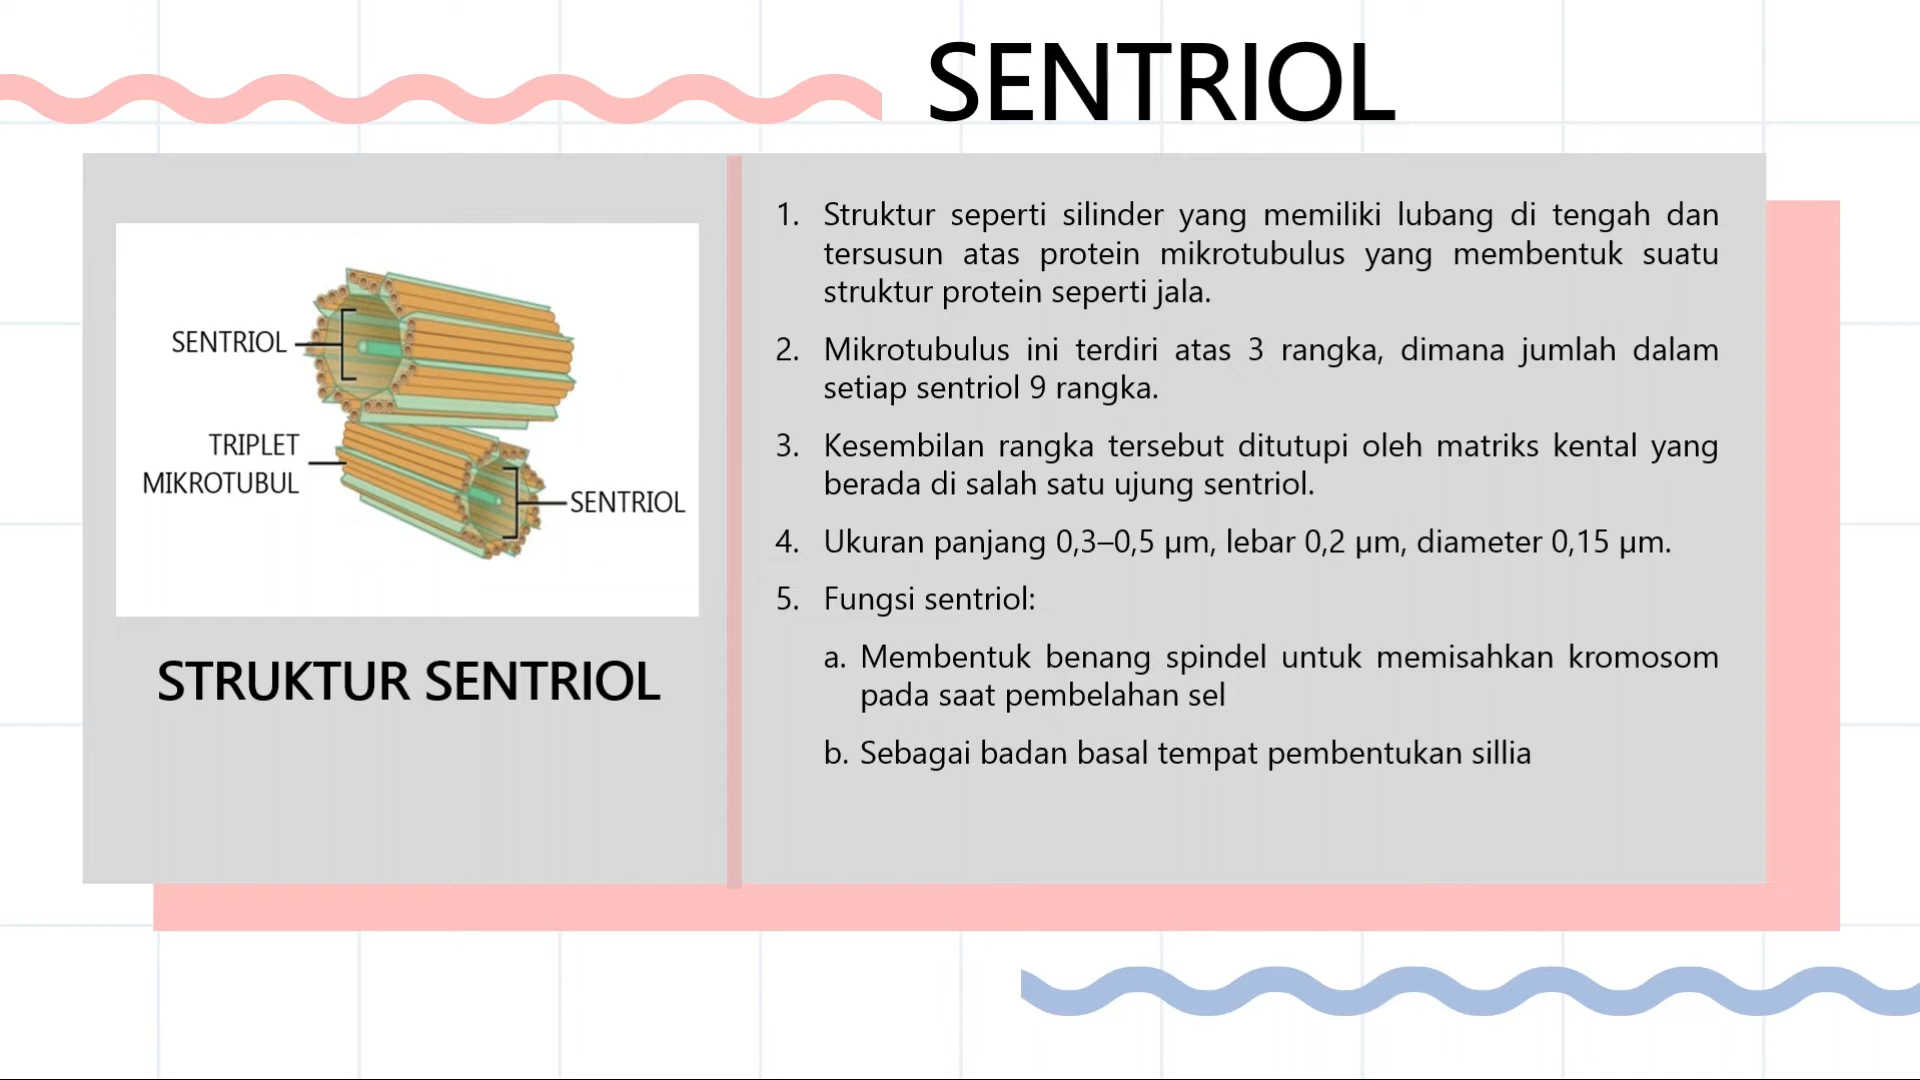 SENTRIOL
SENTRIOL
TRIPLET
MIKROTUBUL
SENTRIOL
STRUKTUR SENTRIOL
1. Struktur seperti silinder yang memiliki lubang di tengah dan
tersusun atas protein mikrotubulus yang membentuk suatu
struktur protein seperti jala.
2. Mikrotubulus ini terdiri atas 3 rangka, dimana jumlah dalam
setiap sentriol 9 rangka.
3. Kesembilan rangka tersebut ditutupi oleh matriks kental yang
berada di salah satu ujung sentriol.
4. Ukuran panjang 0,3–0,5 µm, lebar 0,2 µm, diameter 0,15 µm.
5. Fungsi sentriol:
a. Membentuk benang spindel untuk memisahkan kromosom
pada saat pembelahan sel
b. Sebagai badan basal tempat pembentukan sillia